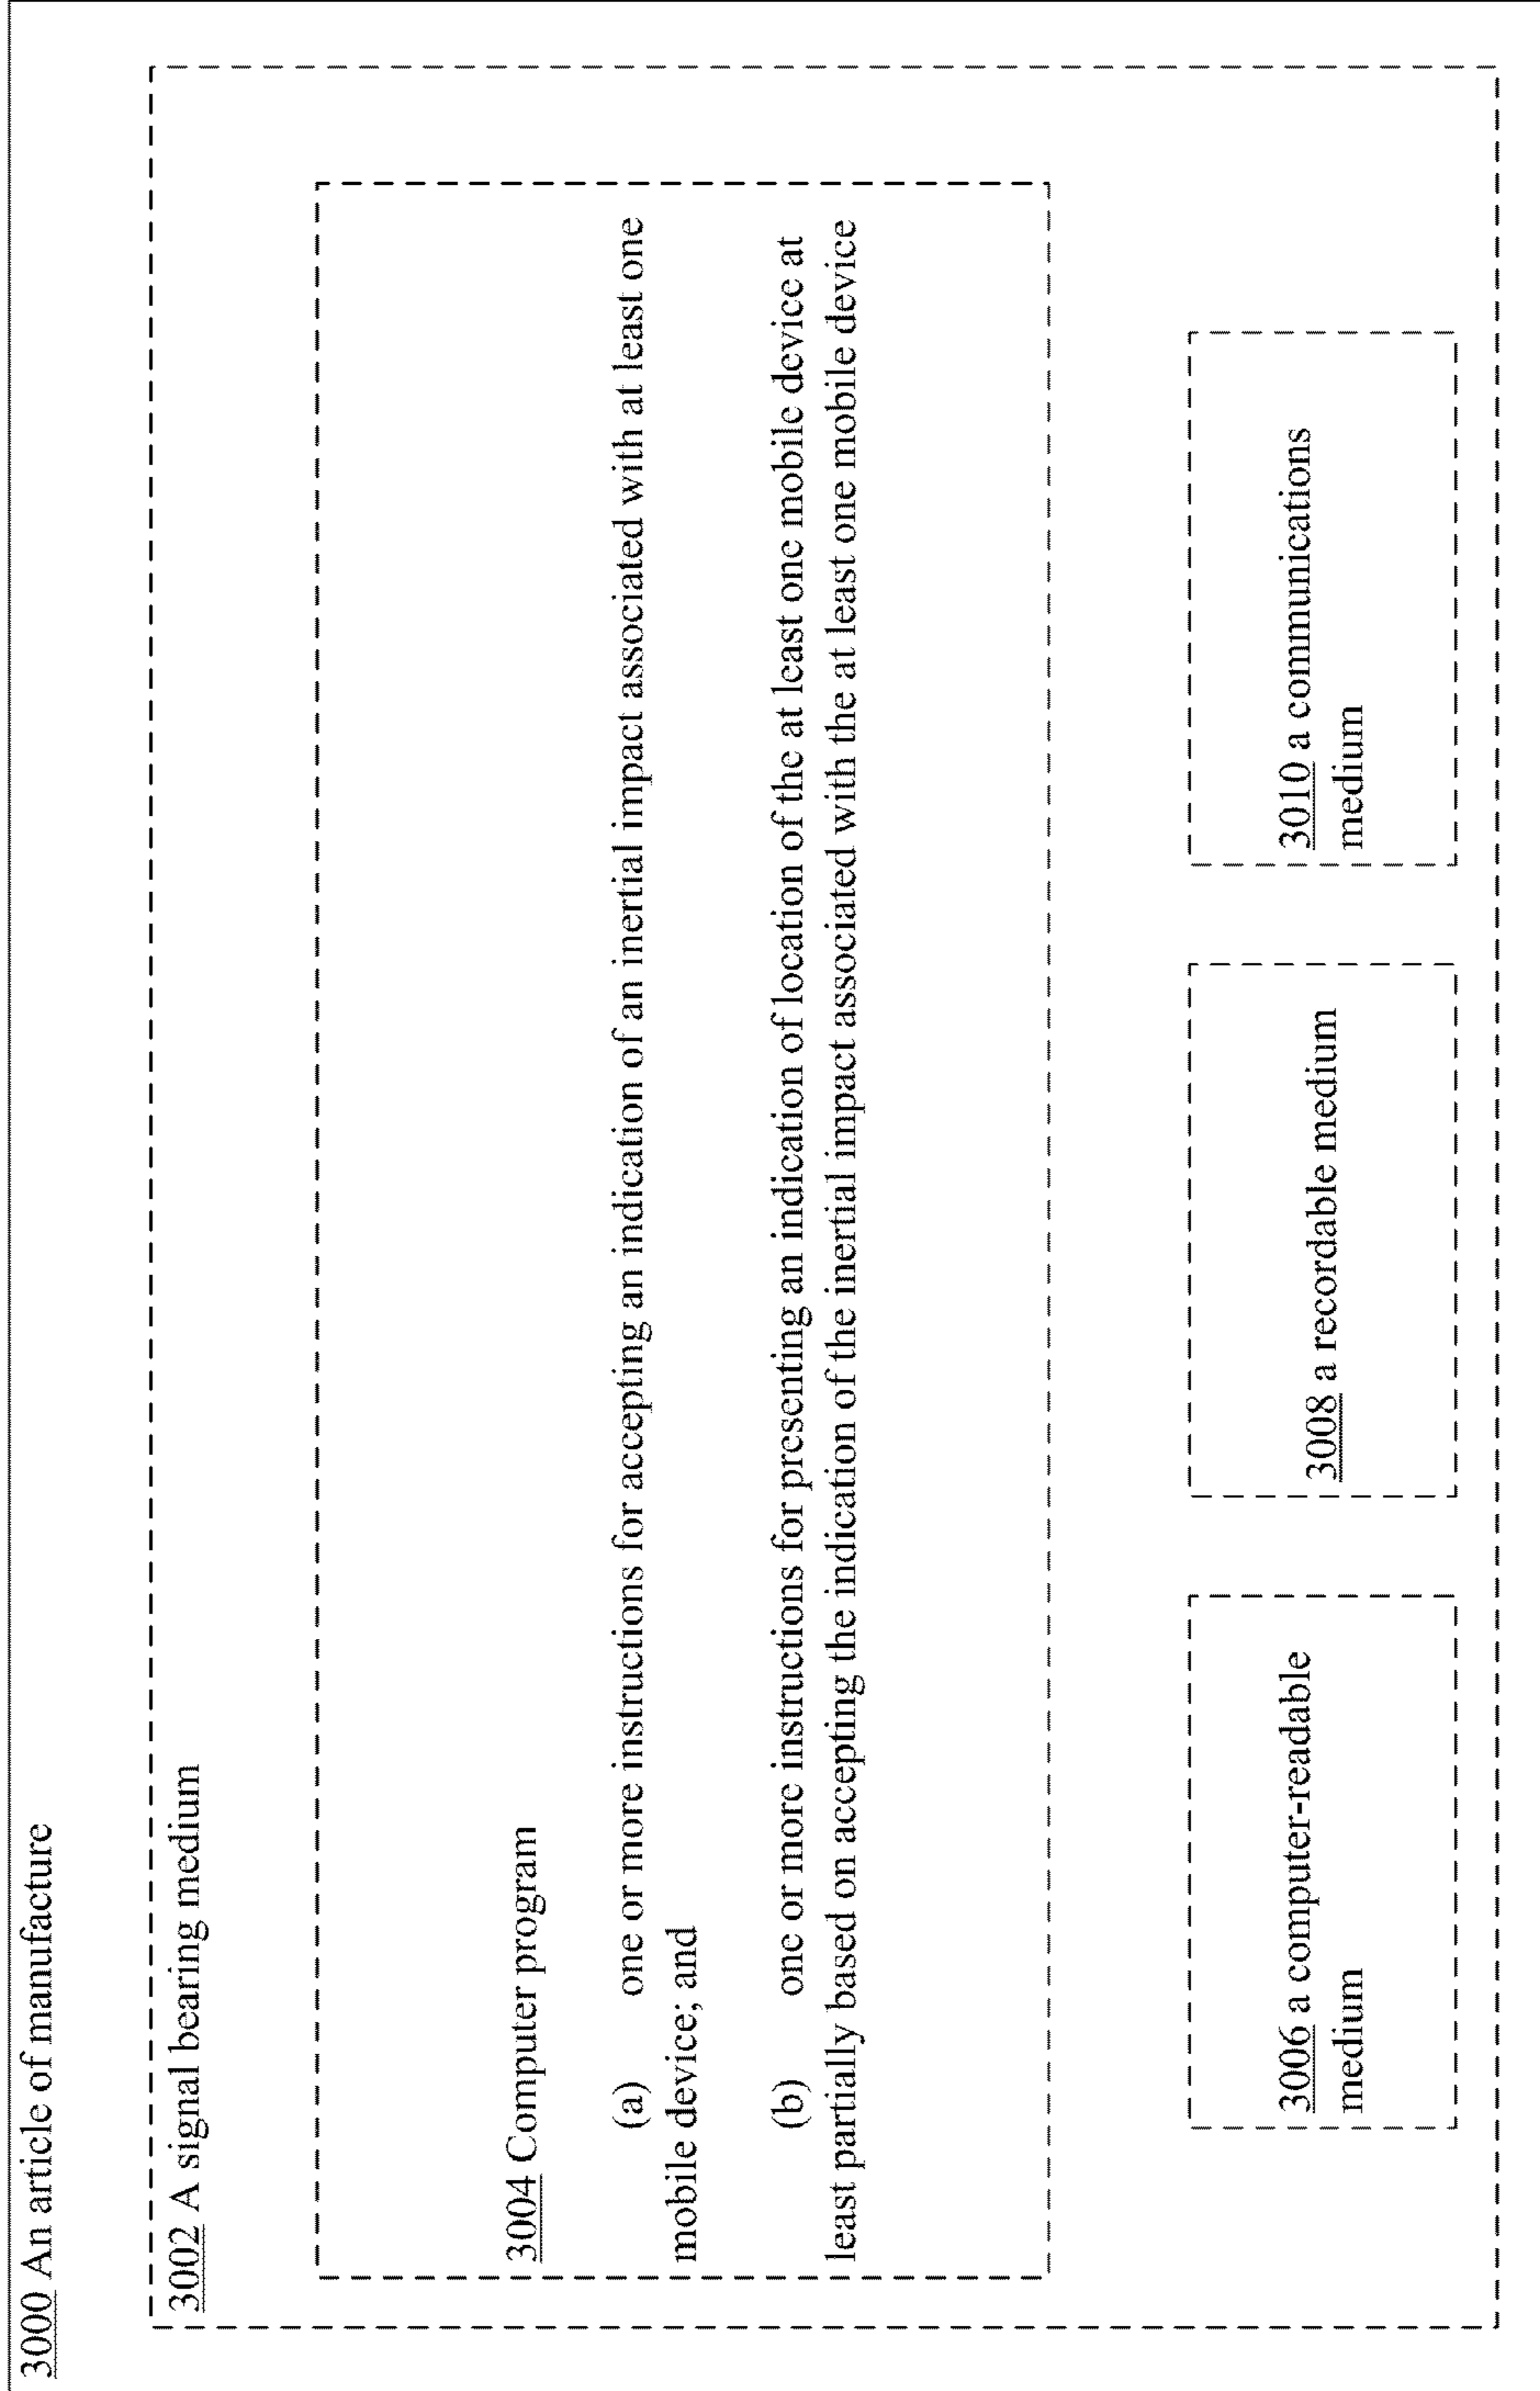 3000 An article of manufacture
3002 A signal bearing medium
3004 Computer program
(a) one or more instructions for accepting an indication of an inertial impact associated with at least one
mobile device; and
(b) one or more instructions for presenting an indication of location of the at least one mobile device at
least partially based on accepting the indication of the inertial impact associated with the at least one mobile device
3006 a computer-readable
medium
3008 a recordable medium
3010 a communications
medium